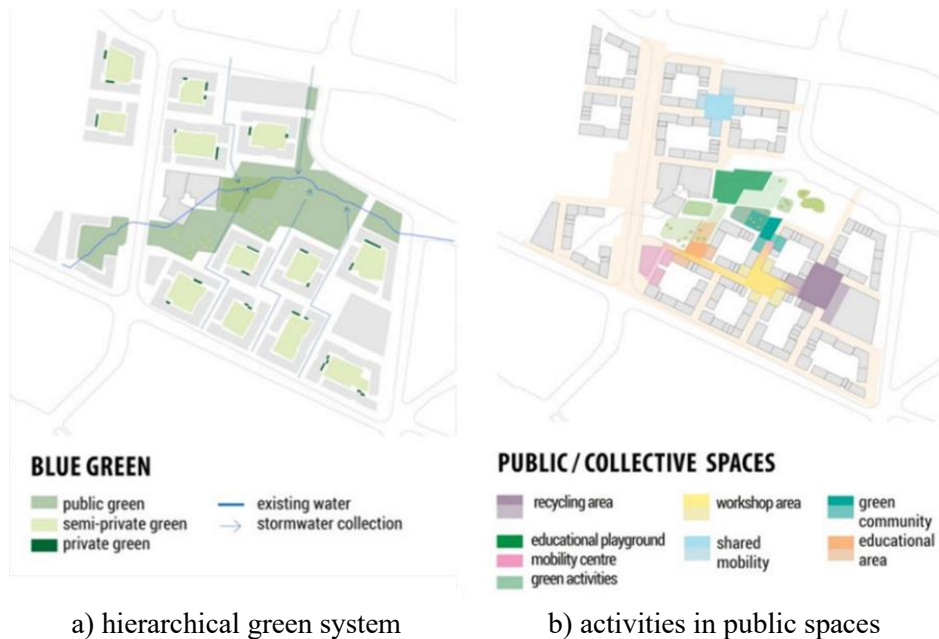 BLUE GREEN
public green
semi-private green
private green
existing water
stormwater collection
PUBLIC / COLLECTIVE SPACES
recycling area
educational playground
mobility centre
green activities
workshop area
shared
mobility
green
community
educational
area
a) hierarchical green system
b) activities in public spaces